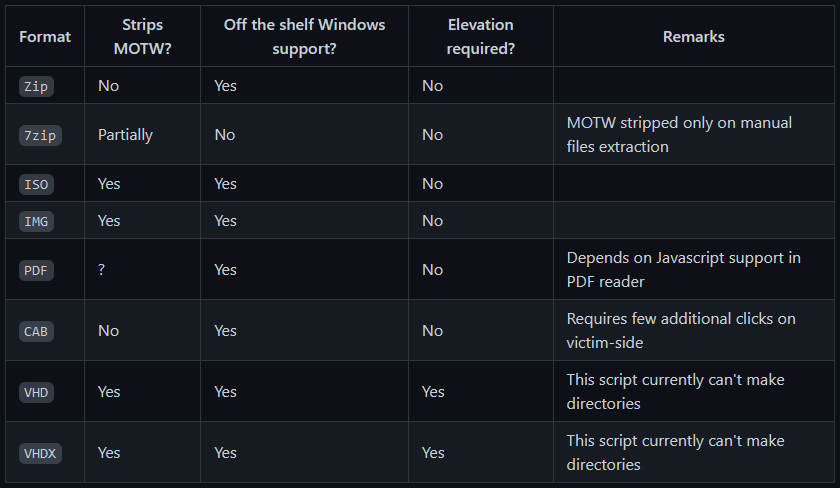 Format Strips MOTW? Off the shelf Windows support? Elevation required? Remarks
Zip No Yes No
7zip Partially No No MOTW stripped only on manual files extraction
ISO Yes Yes No
IMG Yes Yes No
PDF ? Yes No Depends on Javascript support in PDF reader
CAB No Yes No Requires few additional clicks on victim-side
VHD Yes Yes Yes This script currently can't make directories
VHDX Yes Yes Yes This script currently can't make directories